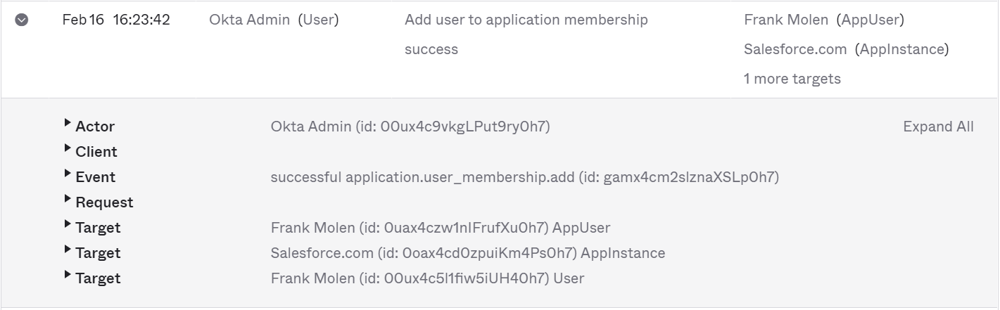 Feb 16 16:23:42 Okta Admin (User) Add user to application membership Frank Molen (AppUser)
success Salesforce.com (AppInstance)
1 more targets
Actor Okta Admin (id: 00ux4c9vkgLPut9ry0h7) Expand All
Client
Event successful application.user_membership.add (id: gamx4cm2slznaXSLp0h7)
Request
Target Frank Molen (id: 0uax4czw1nIFrufXu0h7) AppUser
Target Salesforce.com (id: 0oax4cd0zpuiKm4Ps0h7) AppInstance
Target Frank Molen (id: 00ux4c5l1fiw5iUH40h7) User